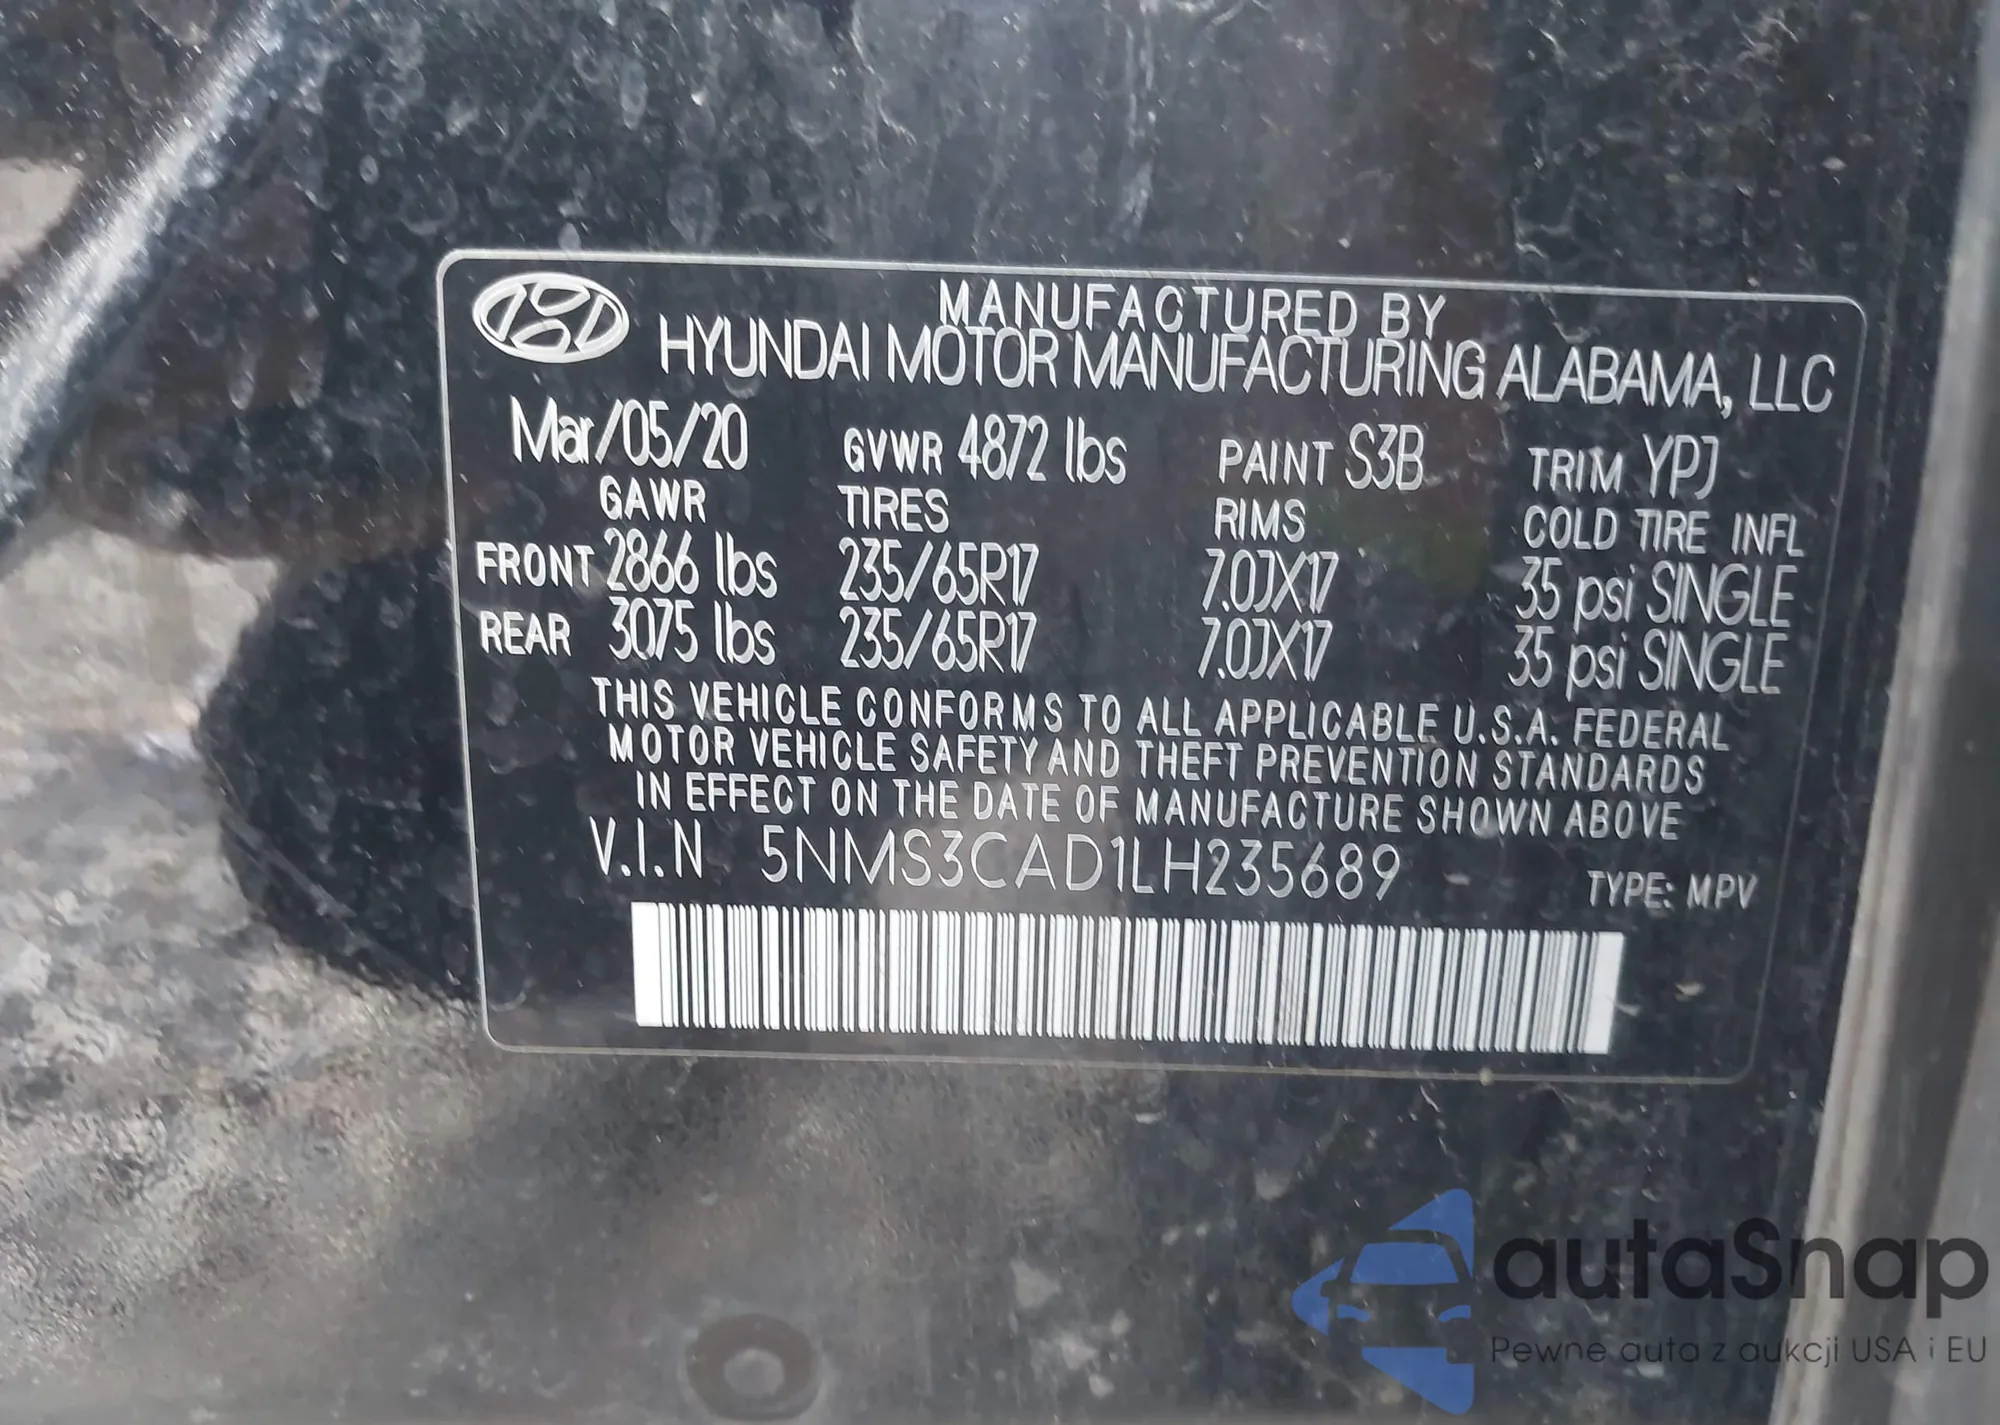 MANUFACTURED BY
HYUNDAI MOTOR MANUFACTURING ALABAMA, LLC
Mar/05/20 GVWR 4872 lbs PAINT S3B TRIM YPJ
GAWR TIRES RIMS COLD TIRE INFL
FRONT 2866 lbs 235/65R17 7.0JX17 35 psi SINGLE
REAR 3075 lbs 235/65R17 7.0JX17 35 psi SINGLE
THIS VEHICLE CONFORMS TO ALL APPLICABLE U.S.A. FEDERAL
MOTOR VEHICLE SAFETY AND THEFT PREVENTION STANDARDS
IN EFFECT ON THE DATE OF MANUFACTURE SHOWN ABOVE
V.I.N 5NMS3CAD1LH235689 TYPE: MPV
autaSnap
Pewne auta z aukcji USA i EU